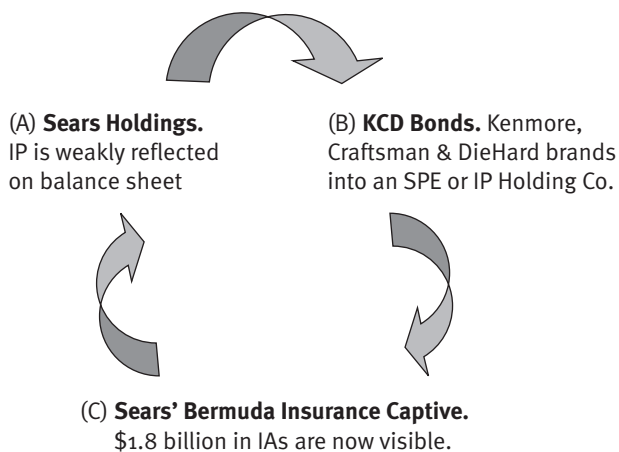 (A) Sears Holdings.
IP is weakly reflected
on balance sheet
(B) KCD Bonds. Kenmore,
Craftsman & DieHard brands
into an SPE or IP Holding Co.
(C) Sears’ Bermuda Insurance Captive.
$1.8 billion in IAs are now visible.